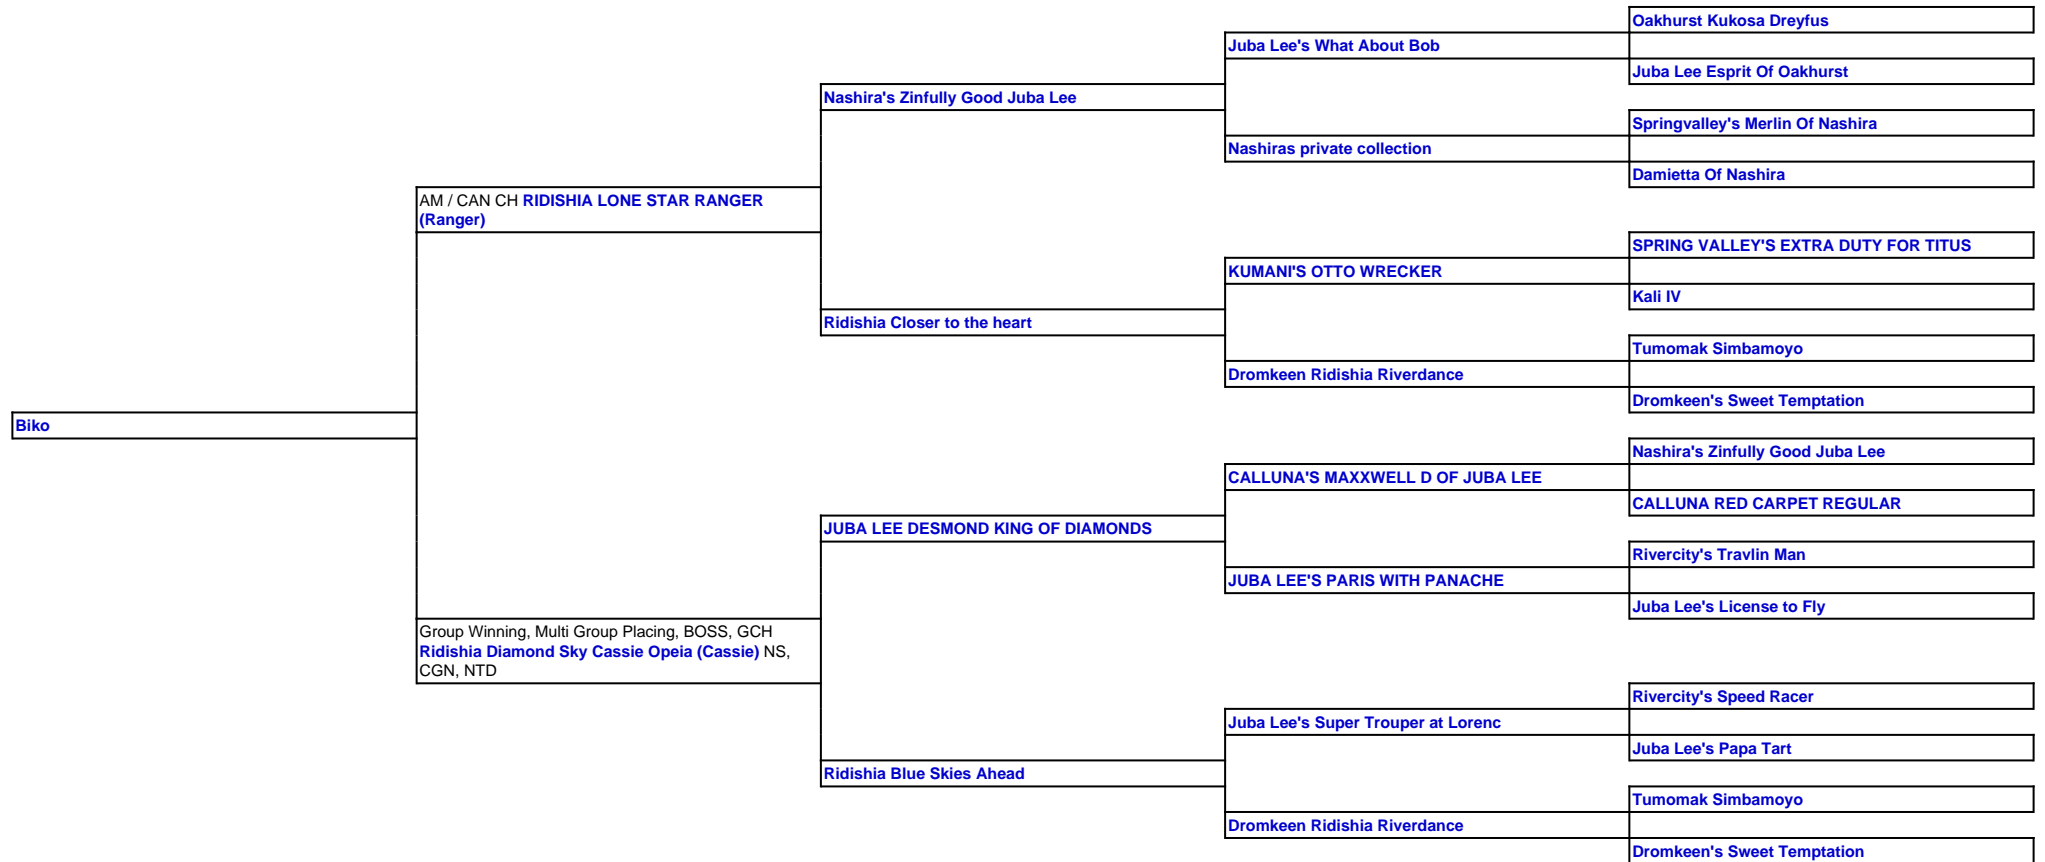 Oakhurst Kukosa Dreyfus
Juba Lee's What About Bob
Juba Lee Esprit Of Oakhurst
Nashira's Zinfully Good Juba Lee
Springvalley's Merlin Of Nashira
Nashiras private collection
Damietta Of Nashira
AM / CAN CH RIDISHIA LONE STAR RANGER
(Ranger)
SPRING VALLEY'S EXTRA DUTY FOR TITUS
KUMANI'S OTTO WRECKER
Kali IV
Ridishia Closer to the heart
Tumomak Simbamoyo
Dromkeen Ridishia Riverdance
Dromkeen's Sweet Temptation
Biko
Nashira's Zinfully Good Juba Lee
CALLUNA'S MAXXWELL D OF JUBA LEE
CALLUNA RED CARPET REGULAR
JUBA LEE DESMOND KING OF DIAMONDS
Rivercity's Travlin Man
JUBA LEE'S PARIS WITH PANACHE
Juba Lee's License to Fly
Group Winning, Multi Group Placing, BOSS, GCH
Ridishia Diamond Sky Cassie Opeia (Cassie) NS,
CGN, NTD
Rivercity's Speed Racer
Juba Lee's Super Trouper at Lorenc
Juba Lee's Papa Tart
Ridishia Blue Skies Ahead
Tumomak Simbamoyo
Dromkeen Ridishia Riverdance
Dromkeen's Sweet Temptation